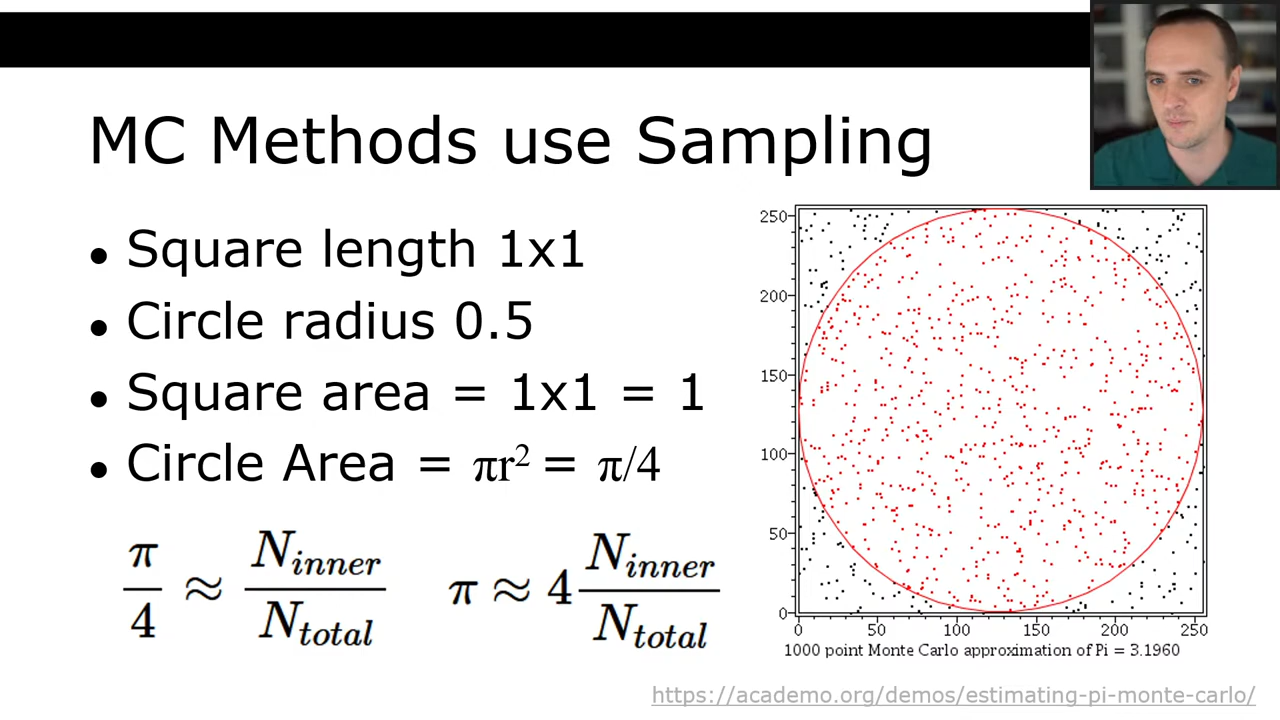 MC Methods use Sampling
● Square length 1x1
● Circle radius 0.5
● Square area = 1x1 = 1
● Circle Area = πr² = π/4
π/4 ≈ N_inner/N_total
π ≈ 4 N_inner/N_total
250
200
150
100
50
0
0 50 100 150 200 250
1000 point Monte Carlo approximation of Pi = 3.1960
https://academo.org/demos/estimating-pi-monte-carlo/